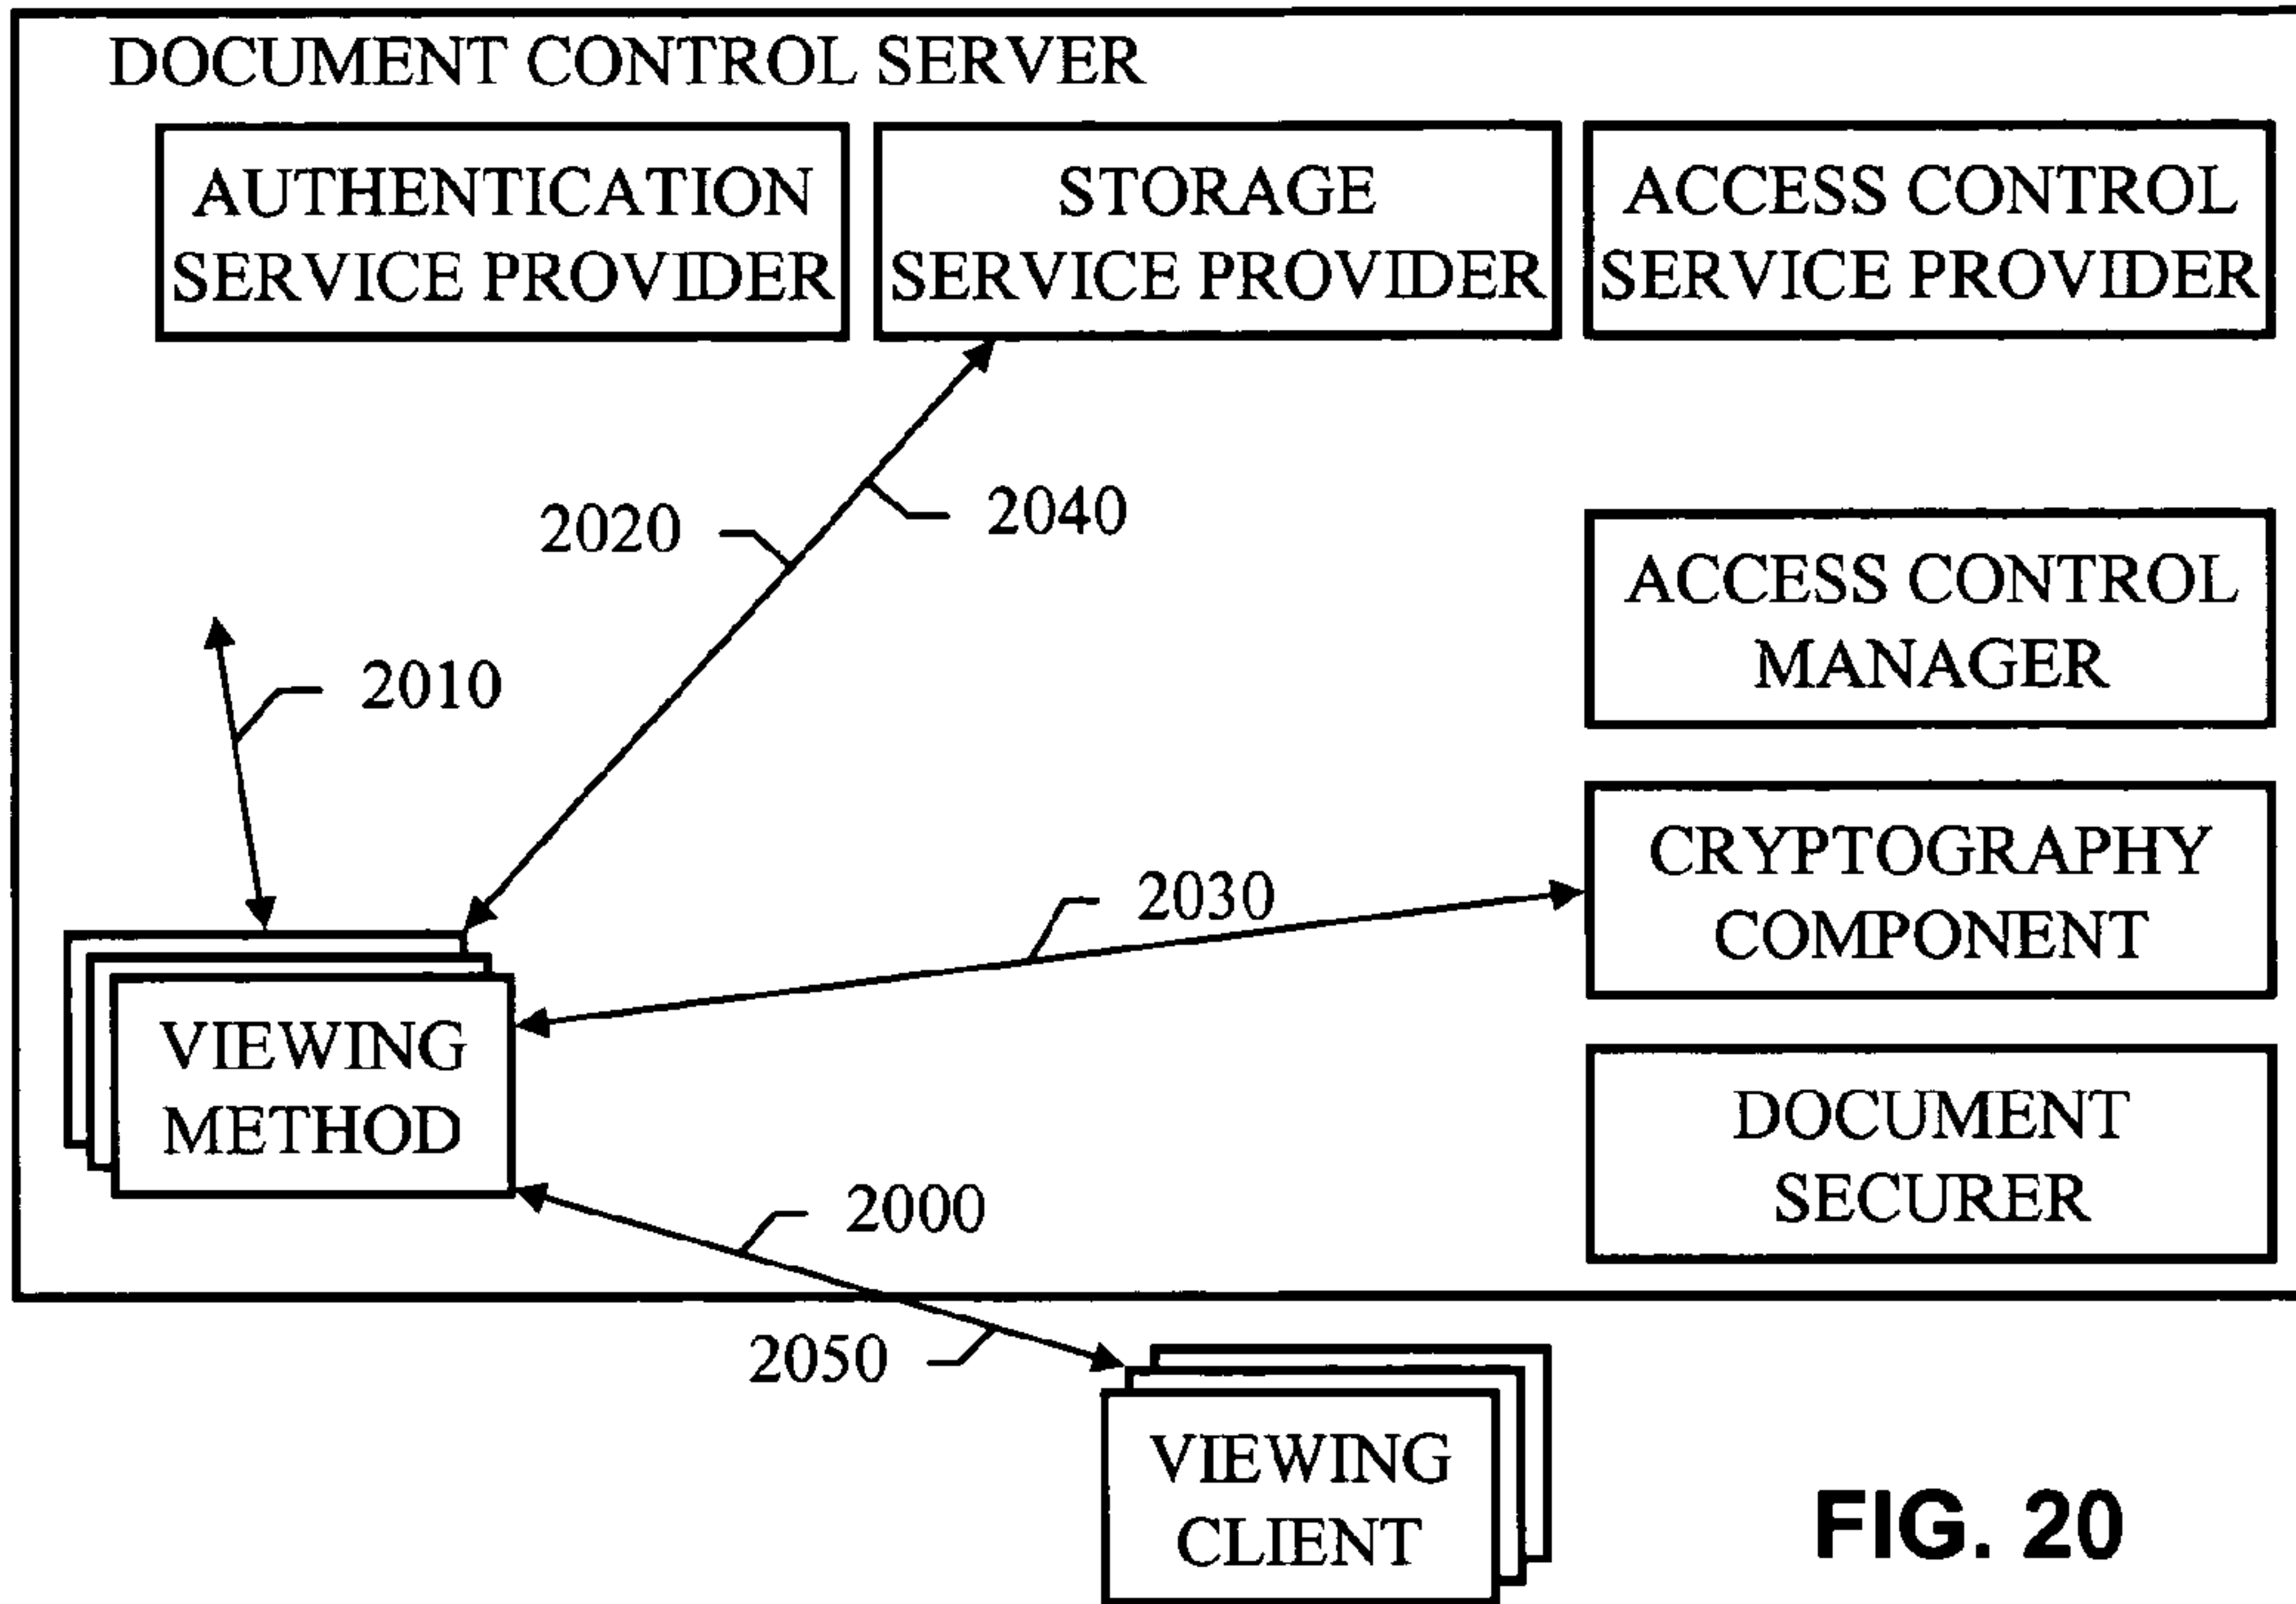 DOCUMENT CONTROL SERVER
AUTHENTICATION
SERVICE PROVIDER
STORAGE
SERVICE PROVIDER
ACCESS CONTROL
SERVICE PROVIDER
2020
2040
ACCESS CONTROL
MANAGER
2010
CRYPTOGRAPHY
COMPONENT
2030
VIEWING
METHOD
DOCUMENT
SECURER
2000
2050
VIEWING
CLIENT
FIG. 20